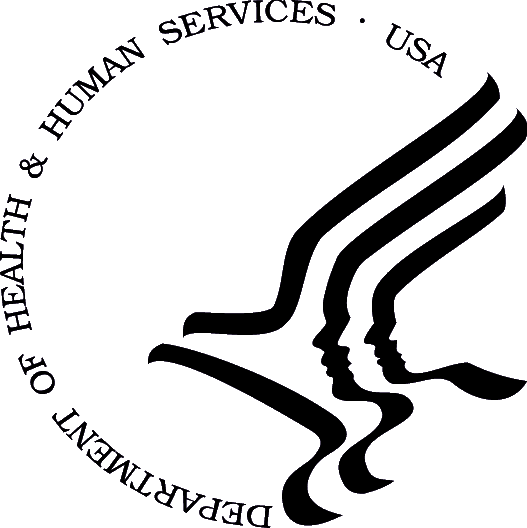 DEPARTMENT OF HEALTH & HUMAN SERVICES · USA